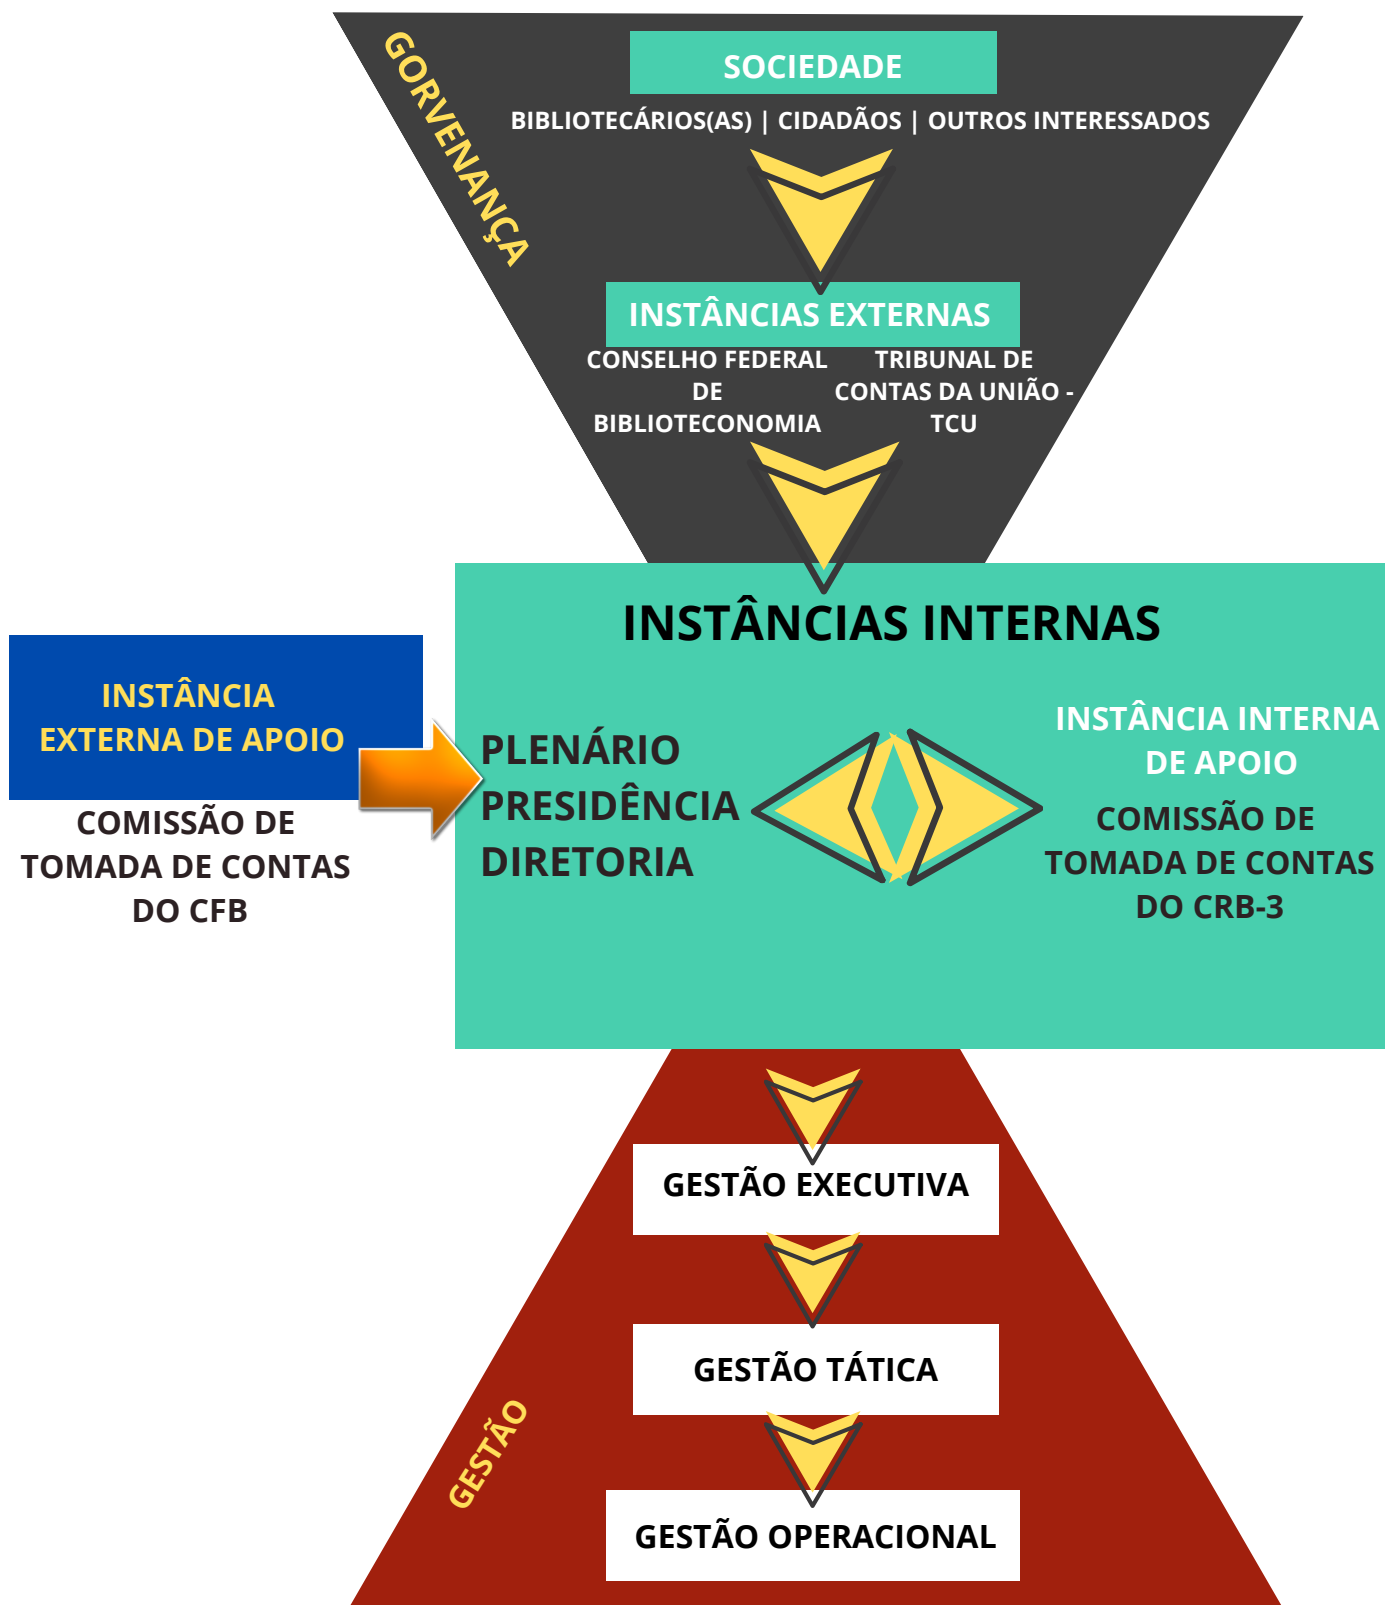 GORVENANÇA
SOCIEDADE
BIBLIOTECÁRIOS(AS) | CIDADÃOS | OUTROS INTERESSADOS
INSTÂNCIAS EXTERNAS
CONSELHO FEDERAL
DE
BIBLIOTECONOMIA
TRIBUNAL DE
CONTAS DA UNIÃO -
TCU
INSTÂNCIAS INTERNAS
INSTÂNCIA
EXTERNA DE APOIO
COMISSÃO DE
TOMADA DE CONTAS
DO CFB
PLENÁRIO
PRESIDÊNCIA
DIRETORIA
INSTÂNCIA INTERNA
DE APOIO
COMISSÃO DE
TOMADA DE CONTAS
DO CRB-3
GESTÃO EXECUTIVA
GESTÃO TÁTICA
GESTÃO
GESTÃO OPERACIONAL